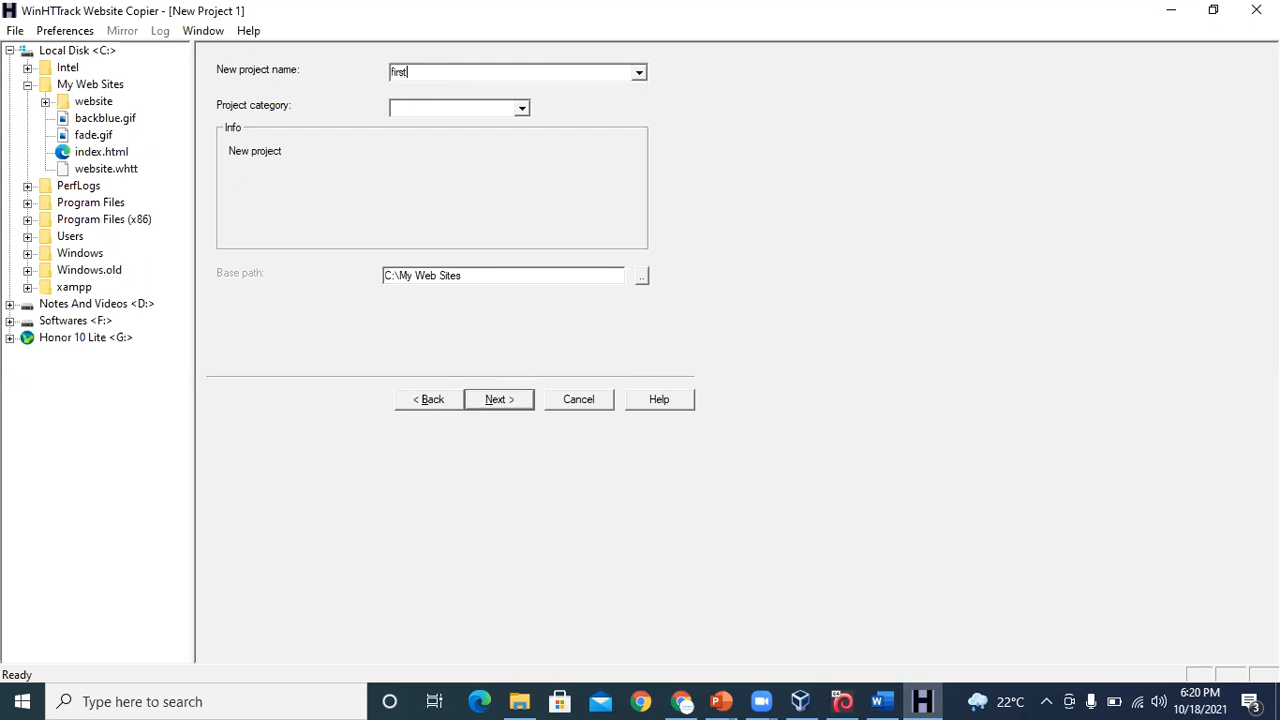 WinHTTrack Website Copier - [New Project 1]
File Preferences Mirror Log Window Help
Local Disk <C:>
Intel
My Web Sites
website
backblue.gif
fade.gif
index.html
website.whtt
PerfLogs
Program Files
Program Files (x86)
Users
Windows
Windows.old
xampp
Notes And Videos <D:>
Softwares <F:>
Honor 10 Lite <G:>
New project name: first
Project category:
Info
New project
Base path: C:\My Web Sites ..
< Back Next > Cancel Help
Ready
Type here to search
22°C
6:20 PM
10/18/2021
3